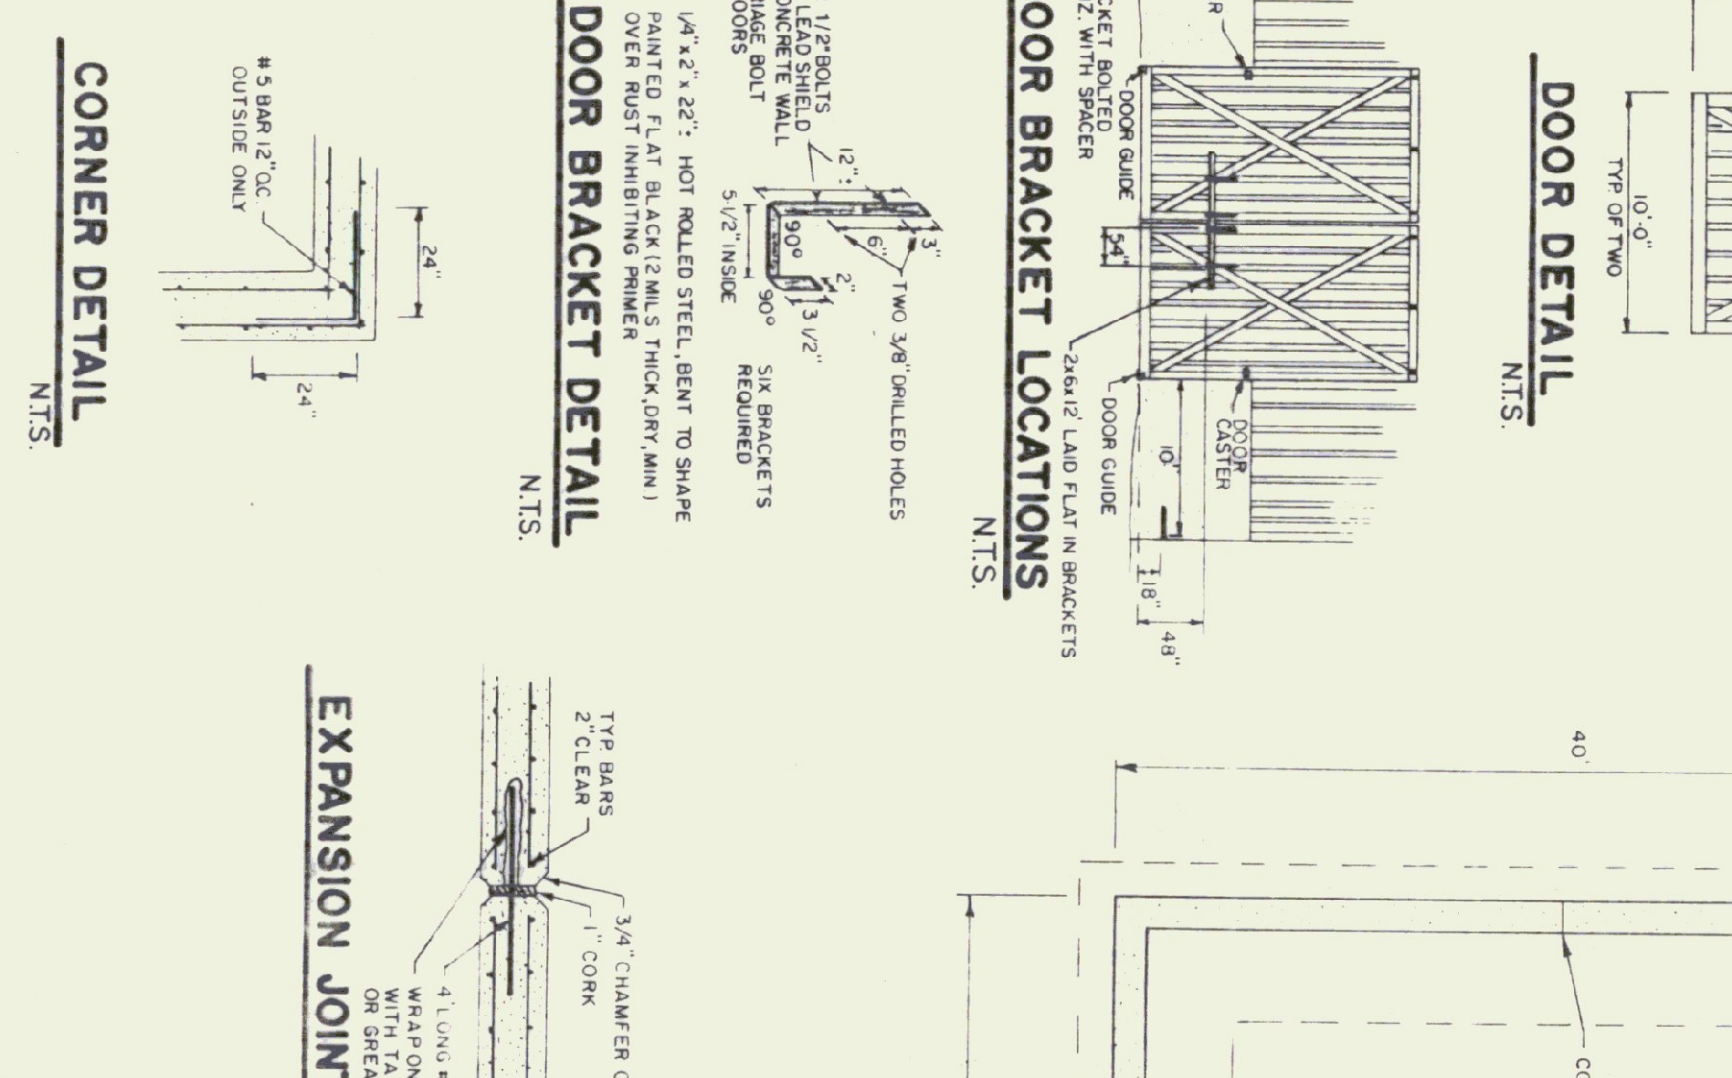 10'-0"
TYP. OF TWO
DOOR DETAIL
N.T.S.
DOOR
CASTER
10'
18"
48"
54"
DOOR GUIDE
DOOR GUIDE
CKET BOLTED
IZ. WITH SPACER
2x6x12' LAID FLAT IN BRACKETS
OOR BRACKET LOCATIONS
N.T.S.
1/2" BOLTS
LEAD SHIELD
ONCRETE WALL
RIAGE BOLT
OORS
12":
3"
6"
2"
90°
90°
3 1/2"
5-1/2" INSIDE
TWO 3/8" DRILLED HOLES
SIX BRACKETS
REQUIRED
1/4" x 2" x 22": HOT ROLLED STEEL, BENT TO SHAPE
PAINTED FLAT BLACK (2 MILS THICK, DRY, MIN.)
OVER RUST INHIBITING PRIMER
DOOR BRACKET DETAIL
N.T.S.
24"
24"
#5 BAR 12" O.C.
OUTSIDE ONLY
CORNER DETAIL
N.T.S.
40'
CO
3/4" CHAMFER
1" CORK
TYP. BARS
2" CLEAR
4' LONG #
WRAP ON
WITH TA
OR GREA
EXPANSION JOINT